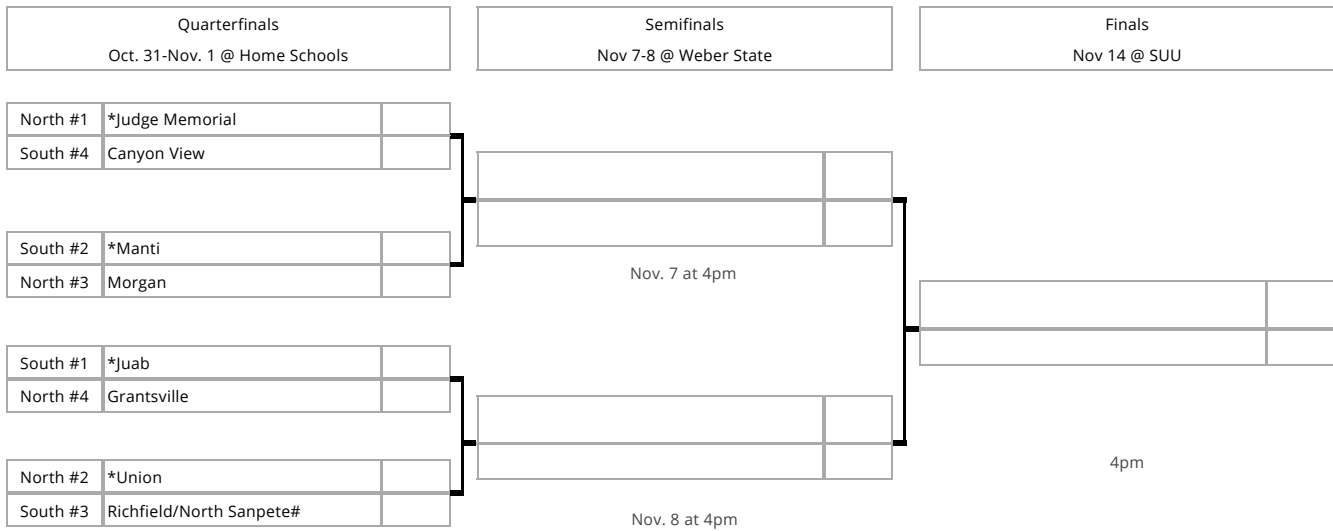 Quarterfinals
Oct. 31-Nov. 1 @ Home Schools
Semifinals
Nov 7-8 @ Weber State
Finals
Nov 14 @ SUU
North #1 *Judge Memorial
South #4 Canyon View
South #2 *Manti
North #3 Morgan
Nov. 7 at 4pm
South #1 *Juab
North #4 Grantsville
North #2 *Union
South #3 Richfield/North Sanpete#
Nov. 8 at 4pm
4pm